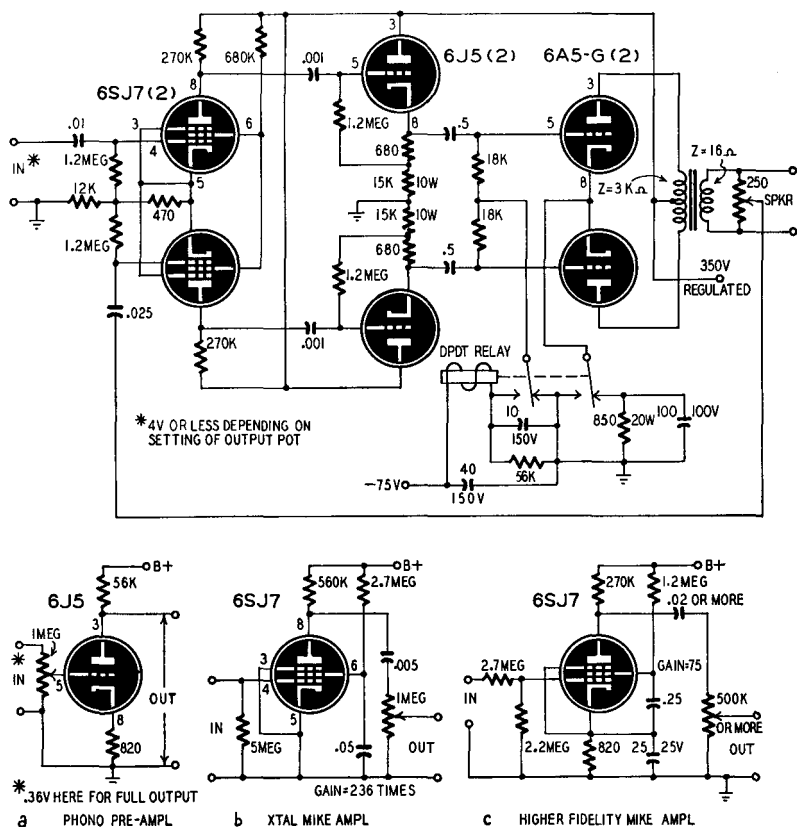 270K
680K
.001
3
6J5(2)
5
6A5-G(2)
3
8
6SJ7(2)
3
4
6
.01
IN*
1.2MEG
12K
5
470
1.2MEG
1.2MEG
8
680
15K
10W
15K
10W
680
1.2MEG
.5
18K
18K
.5
5
8
Z=3KΩ
Z=16Ω
250
SPKR
350V
REGULATED
.025
270K
.001
DPDT RELAY
*4V OR LESS DEPENDING ON
SETTING OF OUTPUT POT
10
150V
56K
-75V
40
150V
850
20W
100
100V
B+
56K
6J5
3
1MEG
*
IN
5
OUT
8
820
*.36V HERE FOR FULL OUTPUT
a PHONO PRE-AMPL
B+
560K
2.7MEG
6SJ7
8
3
4
6
5
.005
1MEG
IN
5MEG
.05
OUT
GAIN=236 TIMES
b XTAL MIKE AMPL
B+
270K
1.2MEG
.02 OR MORE
6SJ7
2.7MEG
GAIN=75
IN
.25
500K
OR MORE
2.2MEG
820
25
25V
OUT
c HIGHER FIDELITY MIKE AMPL